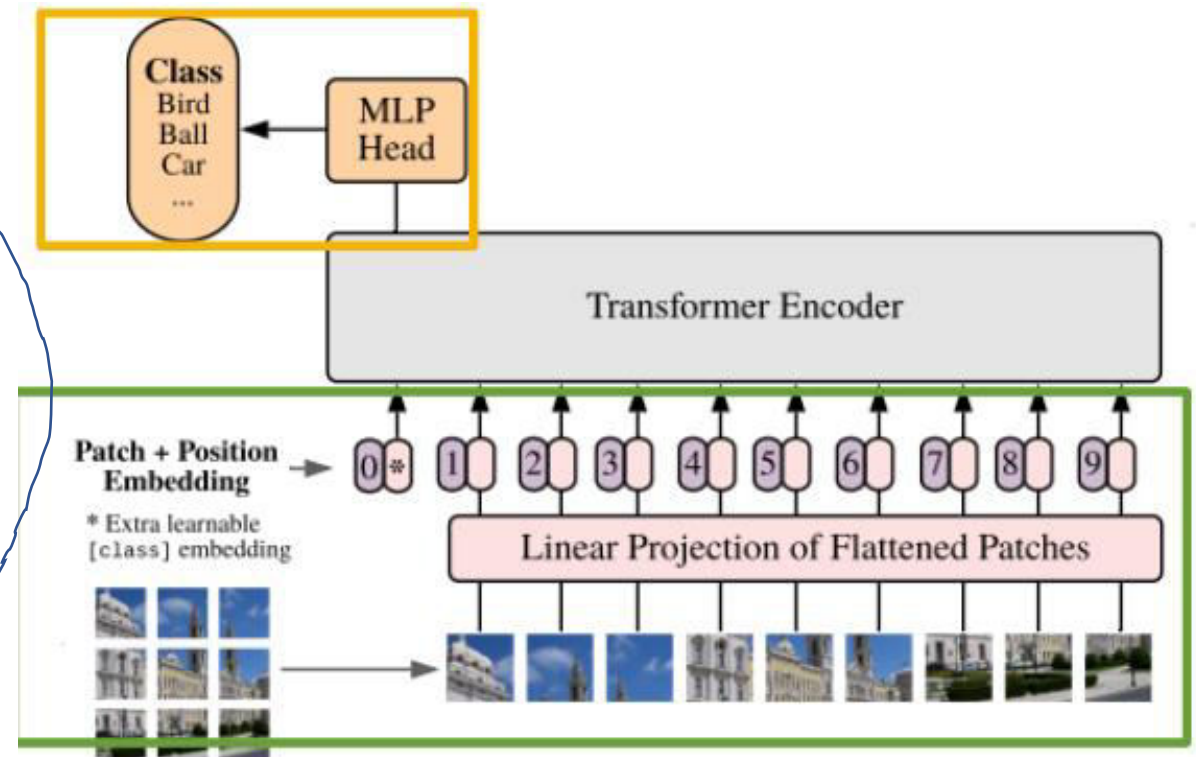 Class
Bird
Ball
Car
...
MLP
Head
Transformer Encoder
Patch + Position
Embedding
0 * 1 2 3 4 5 6 7 8 9
* Extra learnable
[class] embedding
Linear Projection of Flattened Patches